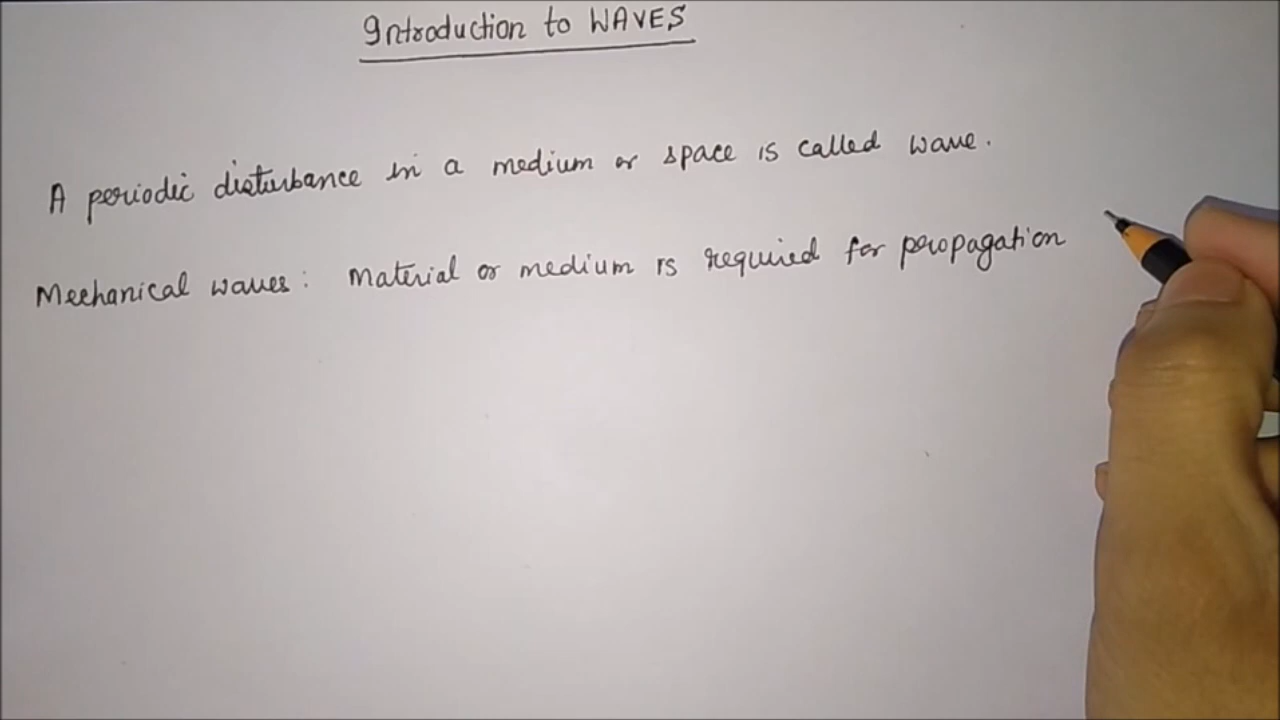 Introduction to WAVES
A periodic disturbance in a medium or space is called wave.
Mechanical waves: Material or medium is required for propagation